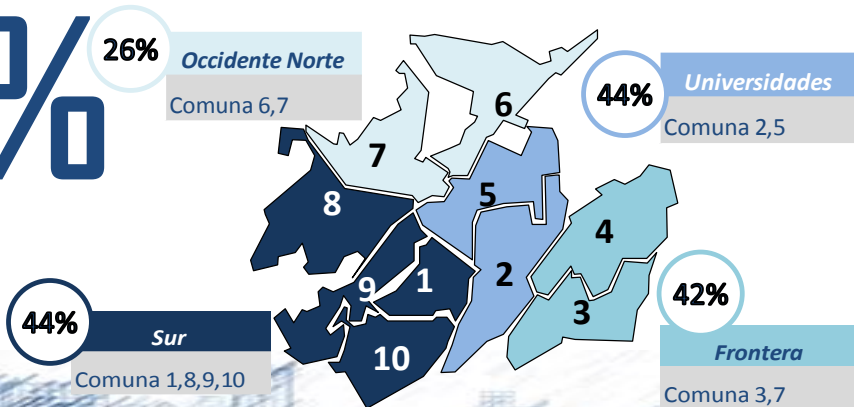 %
26%
Occidente Norte
Comuna 6,7
44%
Universidades
Comuna 2,5
6
7
5
8
4
9
1
2
3
10
44%
Sur
Comuna 1,8,9,10
42%
Frontera
Comuna 3,7